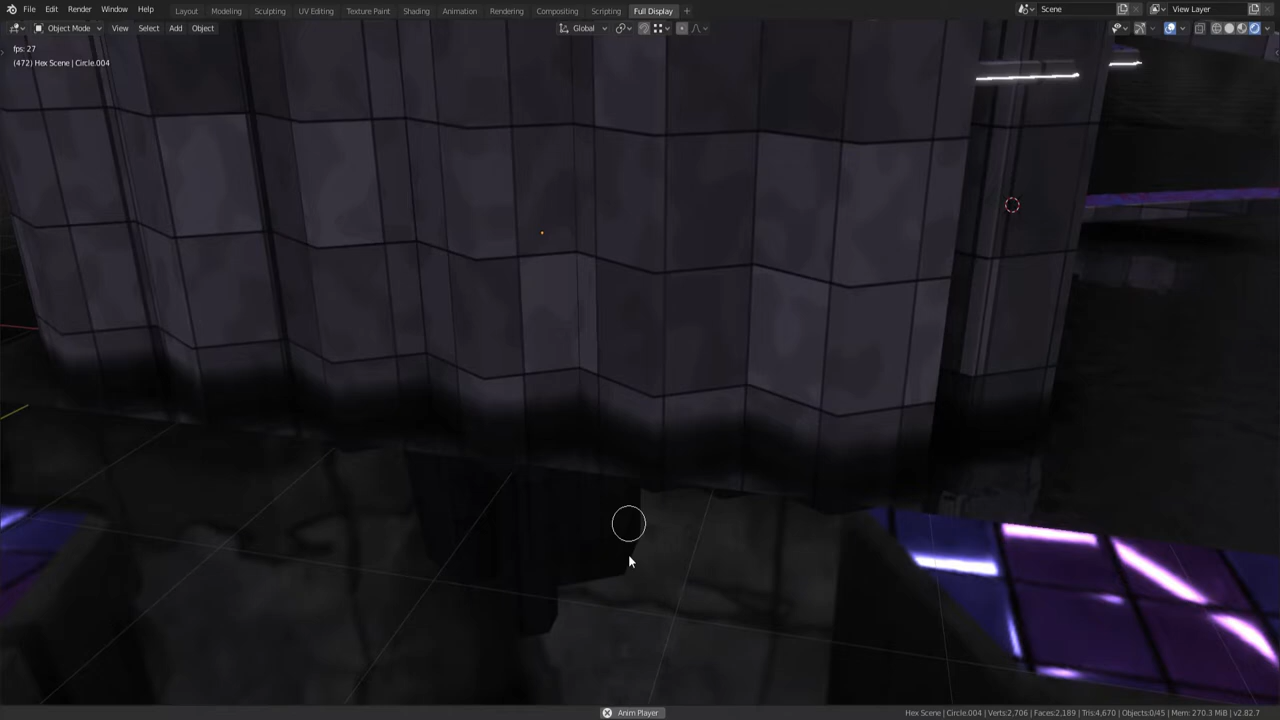 File Edit Render Window Help Layout Modeling Sculpting UV Editing Texture Paint Shading Animation Rendering Compositing Scripting Full Display + Scene View Layer
Object Mode View Select Add Object Global
fps: 27
(472) Hex Scene | Circle.004
Anim Player Hex Scene | Circle.004 | Verts:2,706 | Faces:2,189 | Tris:4,670 | Objects:0/45 | Mem: 270.3 MiB | v2.82.7